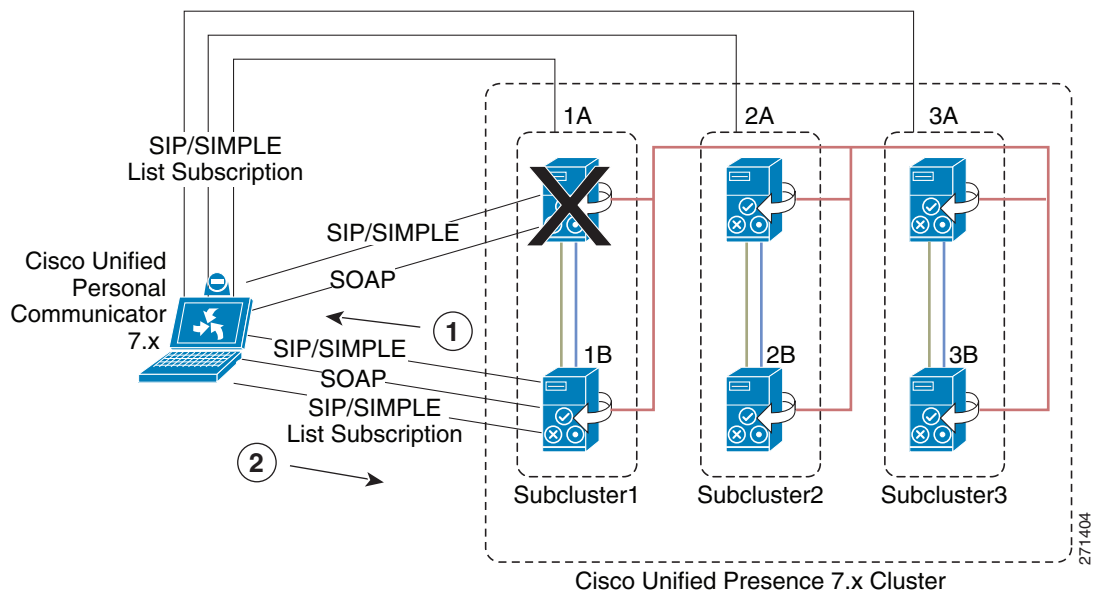 1A
2A
3A
SIP/SIMPLE
List Subscription
SIP/SIMPLE
Cisco Unified
Personal
Communicator
7.x
SOAP
1
SIP/SIMPLE
1B
2B
3B
SOAP
SIP/SIMPLE
List Subscription
2
Subcluster1
Subcluster2
Subcluster3
271404
Cisco Unified Presence 7.x Cluster